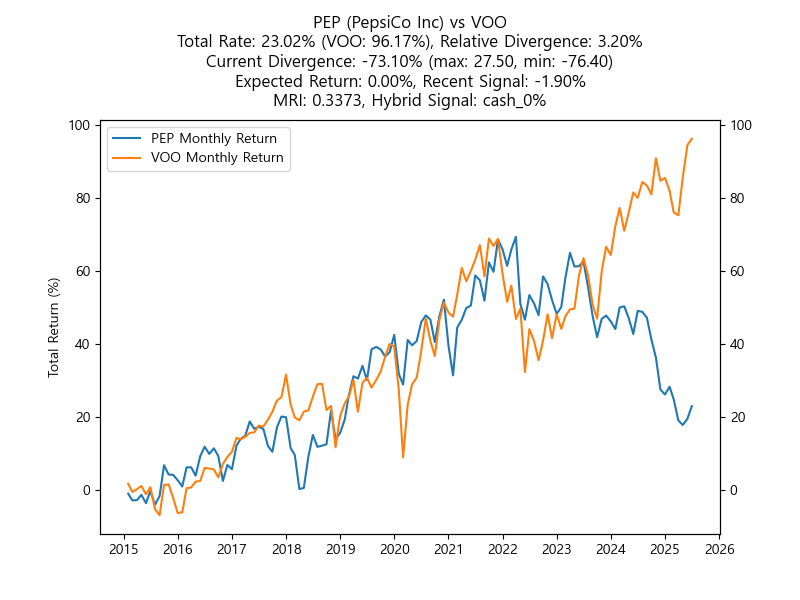 PEP (PepsiCo Inc) vs VOO
Total Rate: 23.02% (VOO: 96.17%), Relative Divergence: 3.20%
Current Divergence: -73.10% (max: 27.50, min: -76.40)
Expected Return: 0.00%, Recent Signal: -1.90%
MRI: 0.3373, Hybrid Signal: cash_0%
PEP Monthly Return
VOO Monthly Return
Total Return (%)
100
80
60
40
20
0
100
80
60
40
20
0
2015 2016 2017 2018 2019 2020 2021 2022 2023 2024 2025 2026